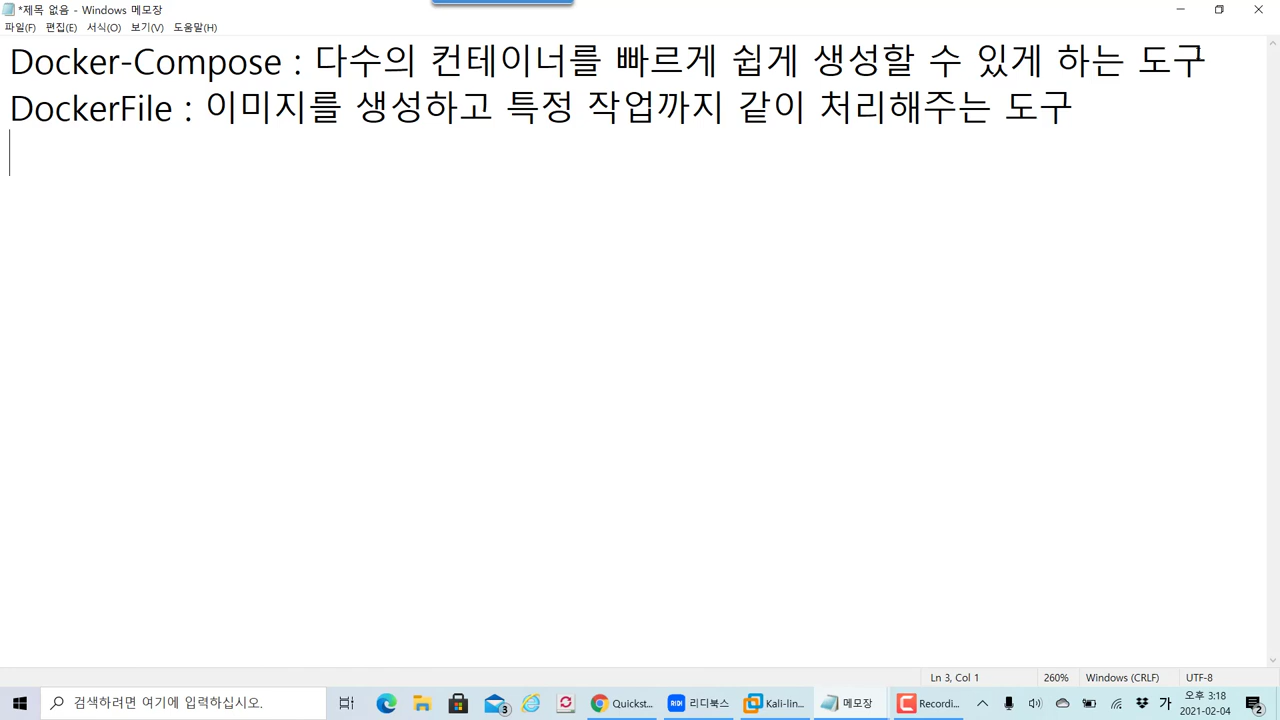 *제목 없음 - Windows 메모장
파일(F) 편집(E) 서식(O) 보기(V) 도움말(H)
Docker-Compose : 다수의 컨테이너를 빠르게 쉽게 생성할 수 있게 하는 도구
DockerFile : 이미지를 생성하고 특정 작업까지 같이 처리해주는 도구
Ln 3, Col 1 260% Windows (CRLF) UTF-8
검색하려면 여기에 입력하십시오. 3 Quickst... RIDI 리디북스 Kali-lin... 메모장 Recordi... 가 오후 3:18 2
2021-02-04